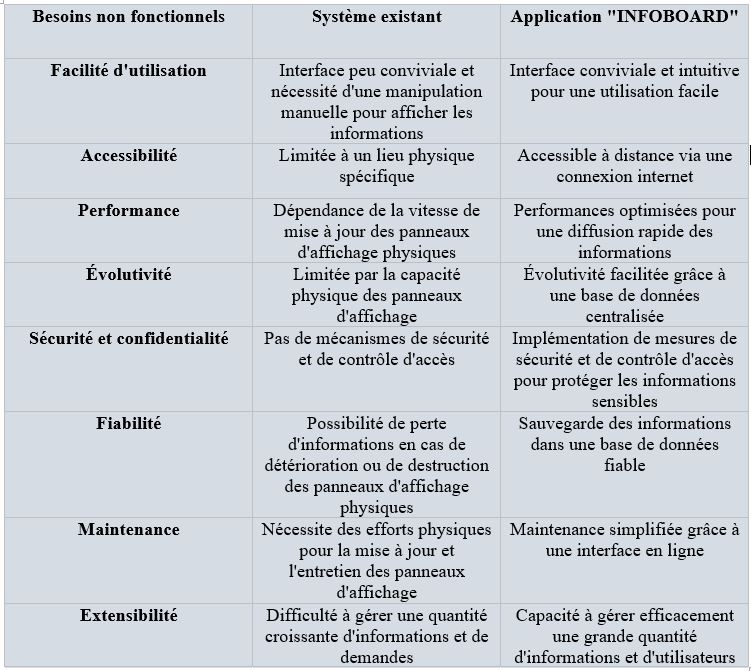 Besoins non fonctionnels Système existant Application "INFOBOARD"
Facilité d'utilisation
Interface peu conviviale et
nécessité d'une manipulation
manuelle pour afficher les
informations
Interface conviviale et intuitive
pour une utilisation facile
Accessibilité
Limitée à un lieu physique
spécifique
Accessible à distance via une
connexion internet
Performance
Dépendance de la vitesse de
mise à jour des panneaux
d'affichage physiques
Performances optimisées pour
une diffusion rapide des
informations
Évolutivité
Limitée par la capacité
physique des panneaux
d'affichage
Évolutivité facilitée grâce à
une base de données
centralisée
Sécurité et confidentialité
Pas de mécanismes de sécurité
et de contrôle d'accès
Implémentation de mesures de
sécurité et de contrôle d'accès
pour protéger les informations
sensibles
Fiabilité
Possibilité de perte
d'informations en cas de
détérioration ou de destruction
des panneaux d'affichage
physiques
Sauvegarde des informations
dans une base de données
fiable
Maintenance
Nécessite des efforts physiques
pour la mise à jour et
l'entretien des panneaux
d'affichage
Maintenance simplifiée grâce à
une interface en ligne
Extensibilité
Difficulté à gérer une quantité
croissante d'informations et de
demandes
Capacité à gérer efficacement
une grande quantité
d'informations et d'utilisateurs